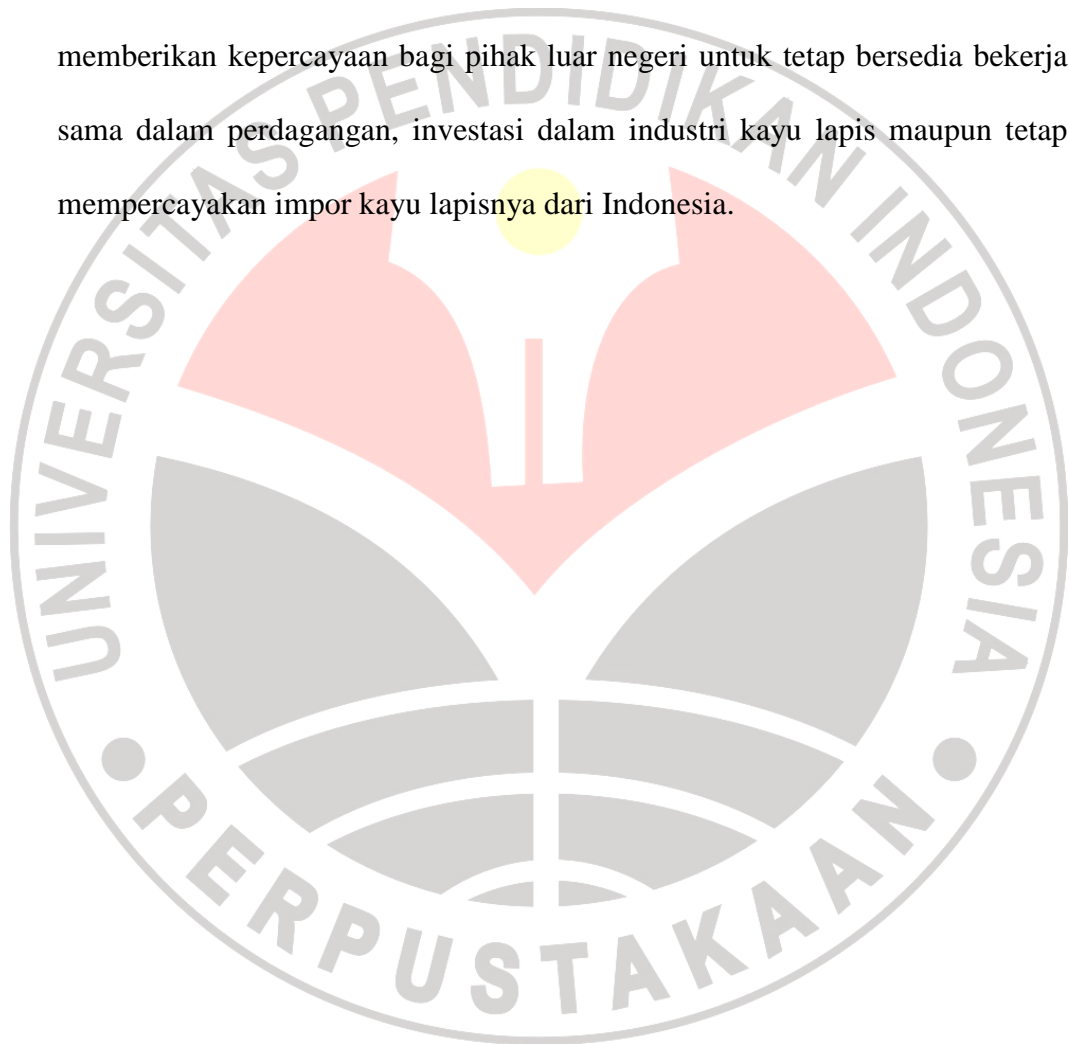 memberikan kepercayaan bagi pihak luar negeri untuk tetap bersedia bekerja
sama dalam perdagangan, investasi dalam industri kayu lapis maupun tetap
mempercayakan impor kayu lapisnya dari Indonesia.
UNIVERSITAS PENDIDIKAN INDONESIA
PERPUSTAKAAN